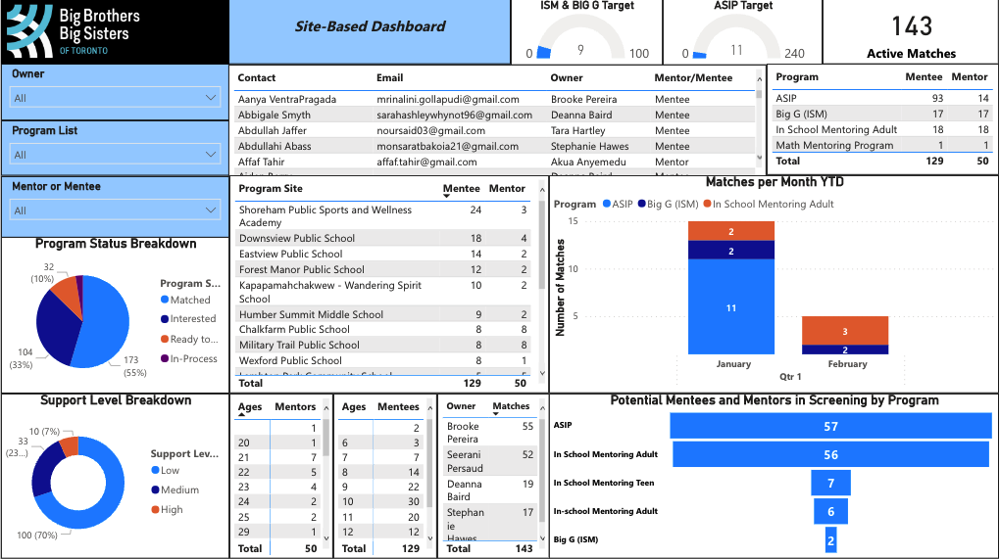 Big Brothers
Big Sisters
OF TORONTO
Site-Based Dashboard
ISM & BIG G Target
0 9 100
ASIP Target
0 11 240
143
Active Matches
Owner
All
Program List
All
Mentor or Mentee
All
Contact Email Owner Mentor/Mentee
Aanya VentraPragada mrinalini.gollapudi@gmail.com Brooke Pereira Mentee
Abbigale Smyth sarahashleywhynot96@gmail.com Deanna Baird Mentee
Abdullah Jaffer noursaid03@gmail.com Tara Hartley Mentee
Abdullahi Abass monsaratbakoia21@gmail.com Stephanie Hawes Mentee
Affaf Tahir affaf.tahir@gmail.com Akua Anyemedu Mentor
Program Mentee Mentor
ASIP 93 14
Big G (ISM) 17 17
In School Mentoring Adult 18 18
Math Mentoring Program 1 1
Total 129 50
Program Status Breakdown
32
(10%)
104
(33%)
173
(55%)
Program S...
Matched
Interested
Ready to...
In-Process
Program Site Mentee Mentor
Shoreham Public Sports and Wellness
Academy 24 3
Downsview Public School 18 4
Eastview Public School 14 2
Forest Manor Public School 12 2
Kapapamahchakwew - Wandering Spirit
School 10 2
Humber Summit Middle School 9 2
Chalkfarm Public School 8 8
Military Trail Public School 8 8
Wexford Public School 8 1
Total 129 50
Matches per Month YTD
Program ASIP Big G (ISM) In School Mentoring Adult
Number of Matches
15
10
5
2
2
11
3
2
January February
Qtr 1
Support Level Breakdown
10 (7%)
33
(23...)
100 (70%)
Support Lev...
Low
Medium
High
Ages Mentors
1
20 1
21 7
22 5
23 4
24 2
25 2
29 1
Total 50
Ages Mentees
2
6 3
7 7
8 14
9 22
10 30
11 20
12 12
Total 129
Owner Matches
Brooke
Pereira 55
Seerani
Persaud 52
Deanna
Baird 19
Stephan
ie
Hawes 17
Total 143
Potential Mentees and Mentors in Screening by Program
ASIP 57
In School Mentoring Adult 56
In School Mentoring Teen 7
In-school Mentoring Adult 6
Big G (ISM) 2